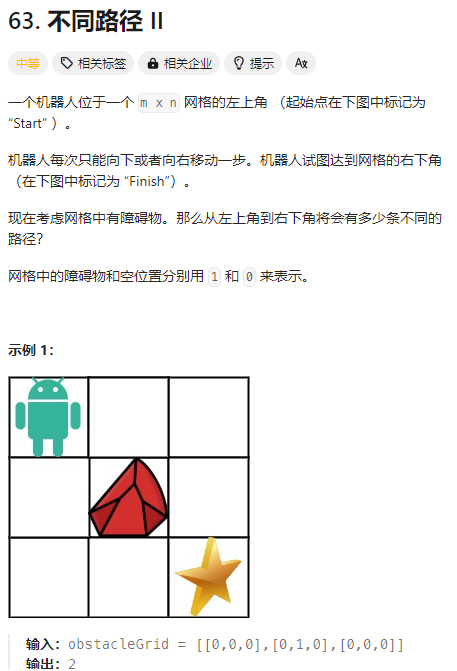 63. 不同路径 II
中等 相关标签 相关企业 提示
一个机器人位于一个 m x n 网格的左上角 （起始点在下图中标记为
“Start” ）。
机器人每次只能向下或者向右移动一步。机器人试图达到网格的右下角
（在下图中标记为 “Finish”）。
现在考虑网格中有障碍物。那么从左上角到右下角将会有多少条不同的
路径？
网格中的障碍物和空位置分别用 1 和 0 来表示。
示例 1：
输入：obstacleGrid = [[0,0,0],[0,1,0],[0,0,0]]
输出：2